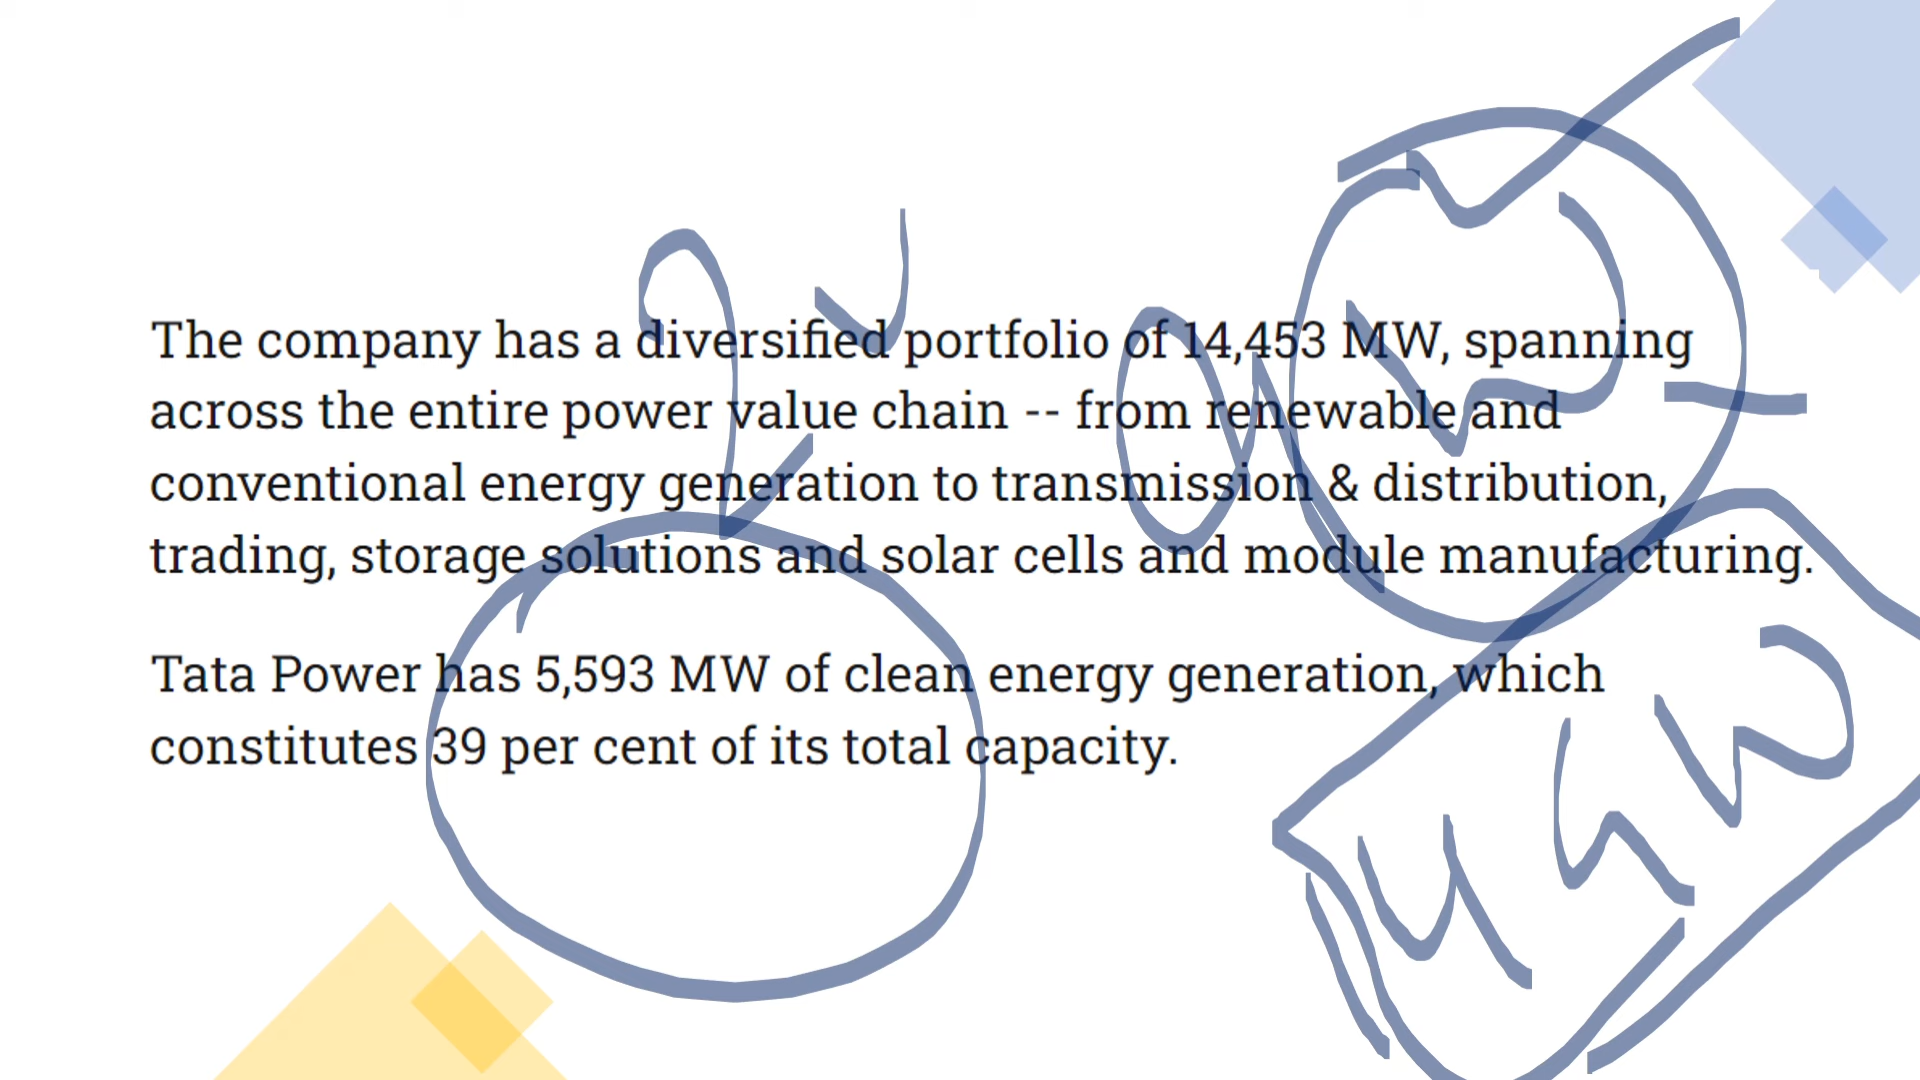 The company has a diversified portfolio of 14,453 MW, spanning
across the entire power value chain -- from renewable and
conventional energy generation to transmission & distribution,
trading, storage solutions and solar cells and module manufacturing.
Tata Power has 5,593 MW of clean energy generation, which
constitutes 39 per cent of its total capacity.